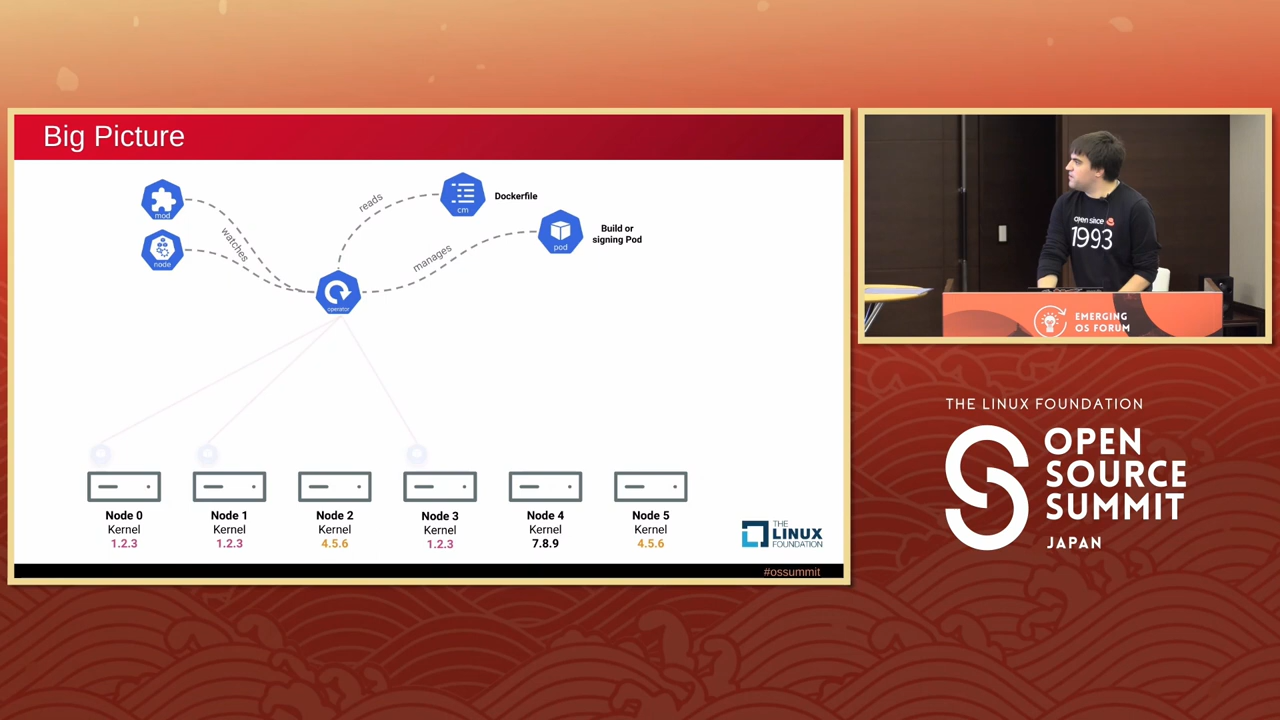 Big Picture
mod
node
watches
reads
cm
Dockerfile
manages
pod
Build or
signing Pod
operator
Node 0
Kernel
1.2.3
Node 1
Kernel
1.2.3
Node 2
Kernel
4.5.6
Node 3
Kernel
1.2.3
Node 4
Kernel
7.8.9
Node 5
Kernel
4.5.6
THE
LINUX
FOUNDATION
#ossummit
open since
1993
EMERGING
OS FORUM
THE LINUX FOUNDATION
OPEN
SOURCE
SUMMIT
JAPAN